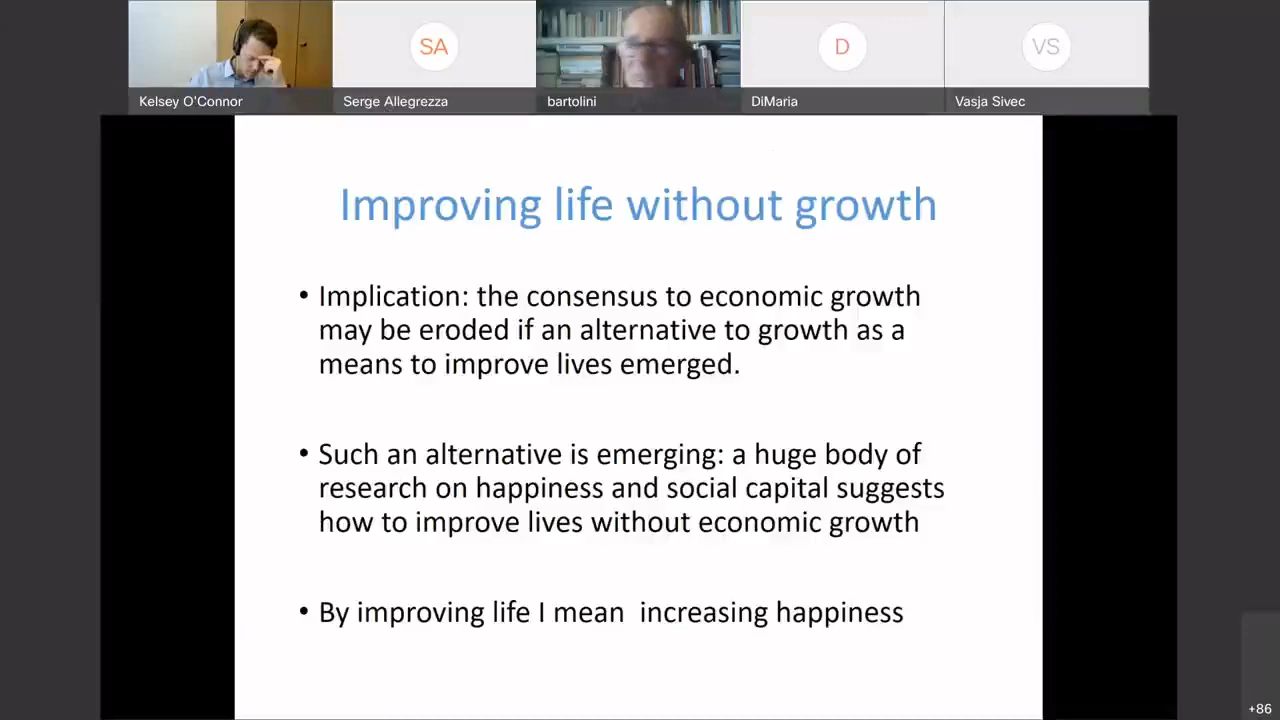 SA
D
VS
Kelsey O'Connor
Serge Allegrezza
bartolini
DiMaria
Vasja Sivec
Improving life without growth
• Implication: the consensus to economic growth
may be eroded if an alternative to growth as a
means to improve lives emerged.
• Such an alternative is emerging: a huge body of
research on happiness and social capital suggests
how to improve lives without economic growth
• By improving life I mean  increasing happiness
+86